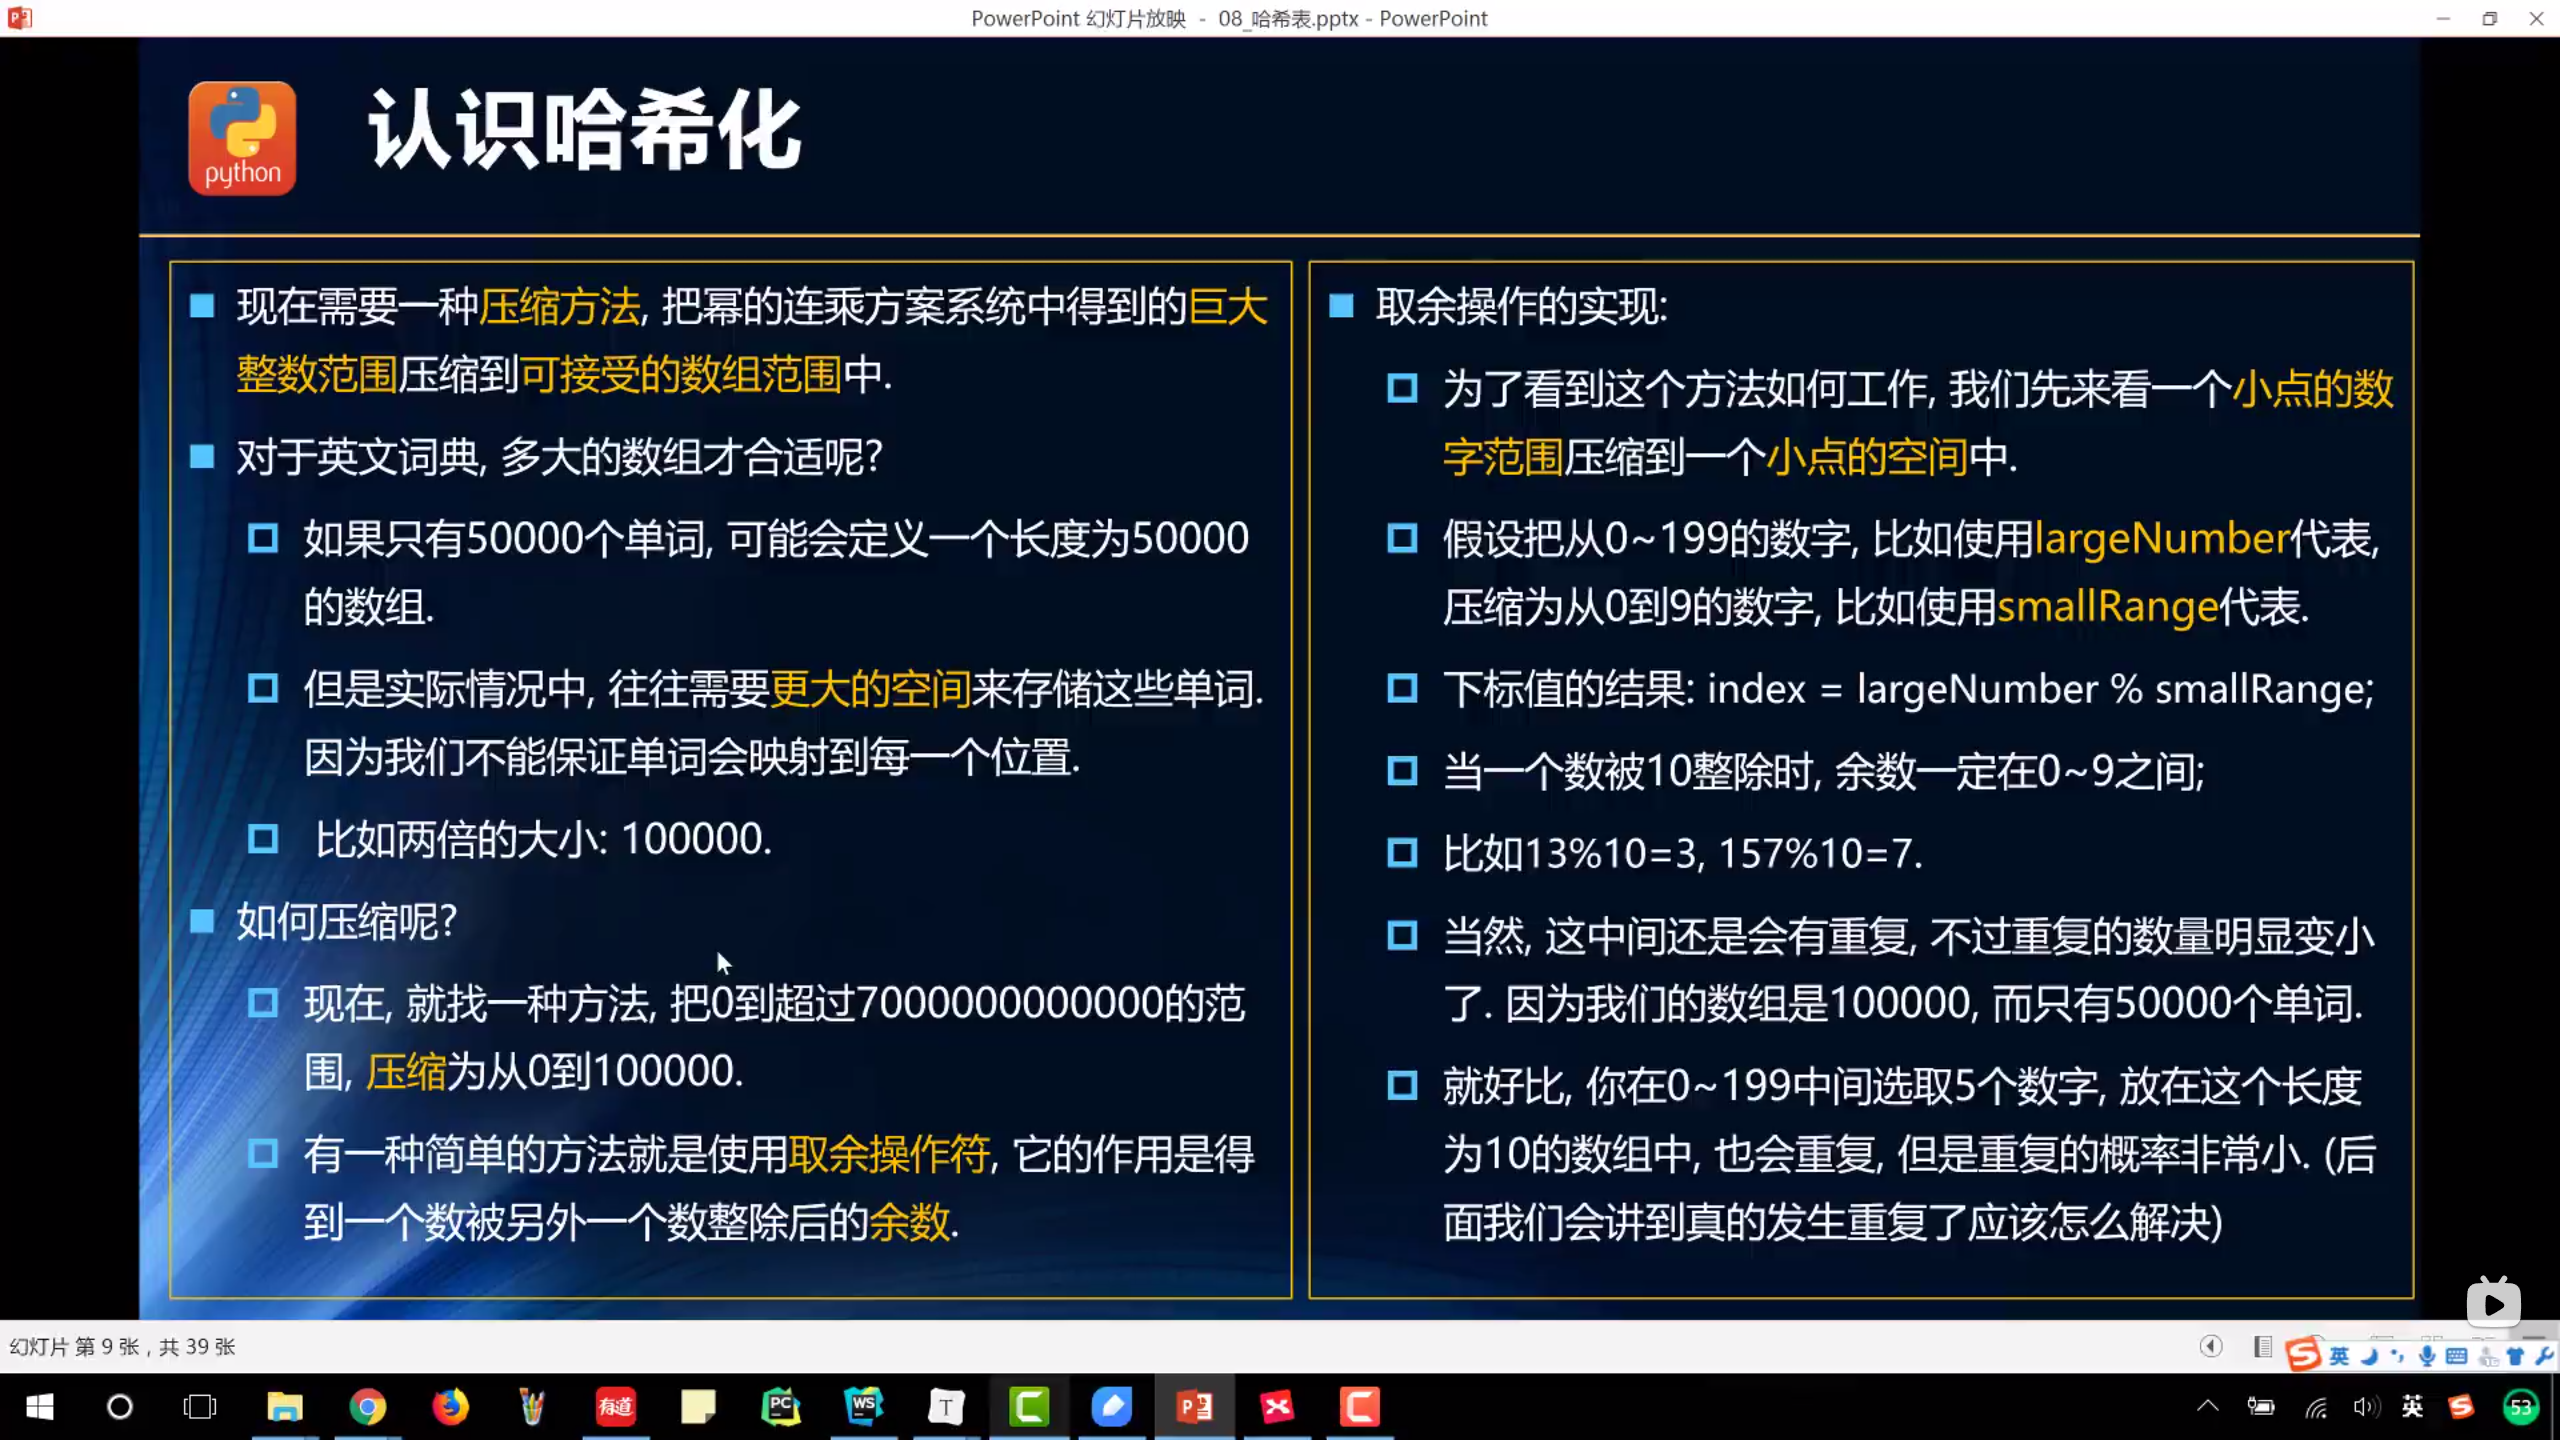 PowerPoint 幻灯片放映 - 08_哈希表.pptx - PowerPoint
python
认识哈希化
现在需要一种压缩方法, 把幂的连乘方案系统中得到的巨大
整数范围压缩到可接受的数组范围中.
对于英文词典, 多大的数组才合适呢?
如果只有50000个单词, 可能会定义一个长度为50000
的数组.
但是实际情况中, 往往需要更大的空间来存储这些单词.
因为我们不能保证单词会映射到每一个位置.
比如两倍的大小: 100000.
如何压缩呢?
现在, 就找一种方法, 把0到超过7000000000000的范
围, 压缩为从0到100000.
有一种简单的方法就是使用取余操作符, 它的作用是得
到一个数被另外一个数整除后的余数.
取余操作的实现:
为了看到这个方法如何工作, 我们先来看一个小点的数
字范围压缩到一个小点的空间中.
假设把从0~199的数字, 比如使用largeNumber代表,
压缩为从0到9的数字, 比如使用smallRange代表.
下标值的结果: index = largeNumber % smallRange;
当一个数被10整除时, 余数一定在0~9之间;
比如13%10=3, 157%10=7.
当然, 这中间还是会有重复, 不过重复的数量明显变小
了. 因为我们的数组是100000, 而只有50000个单词.
就好比, 你在0~199中间选取5个数字, 放在这个长度
为10的数组中, 也会重复, 但是重复的概率非常小. (后
面我们会讲到真的发生重复了应该怎么解决)
幻灯片 第 9 张，共 39 张
英
有道
PC
WS
T
英
53